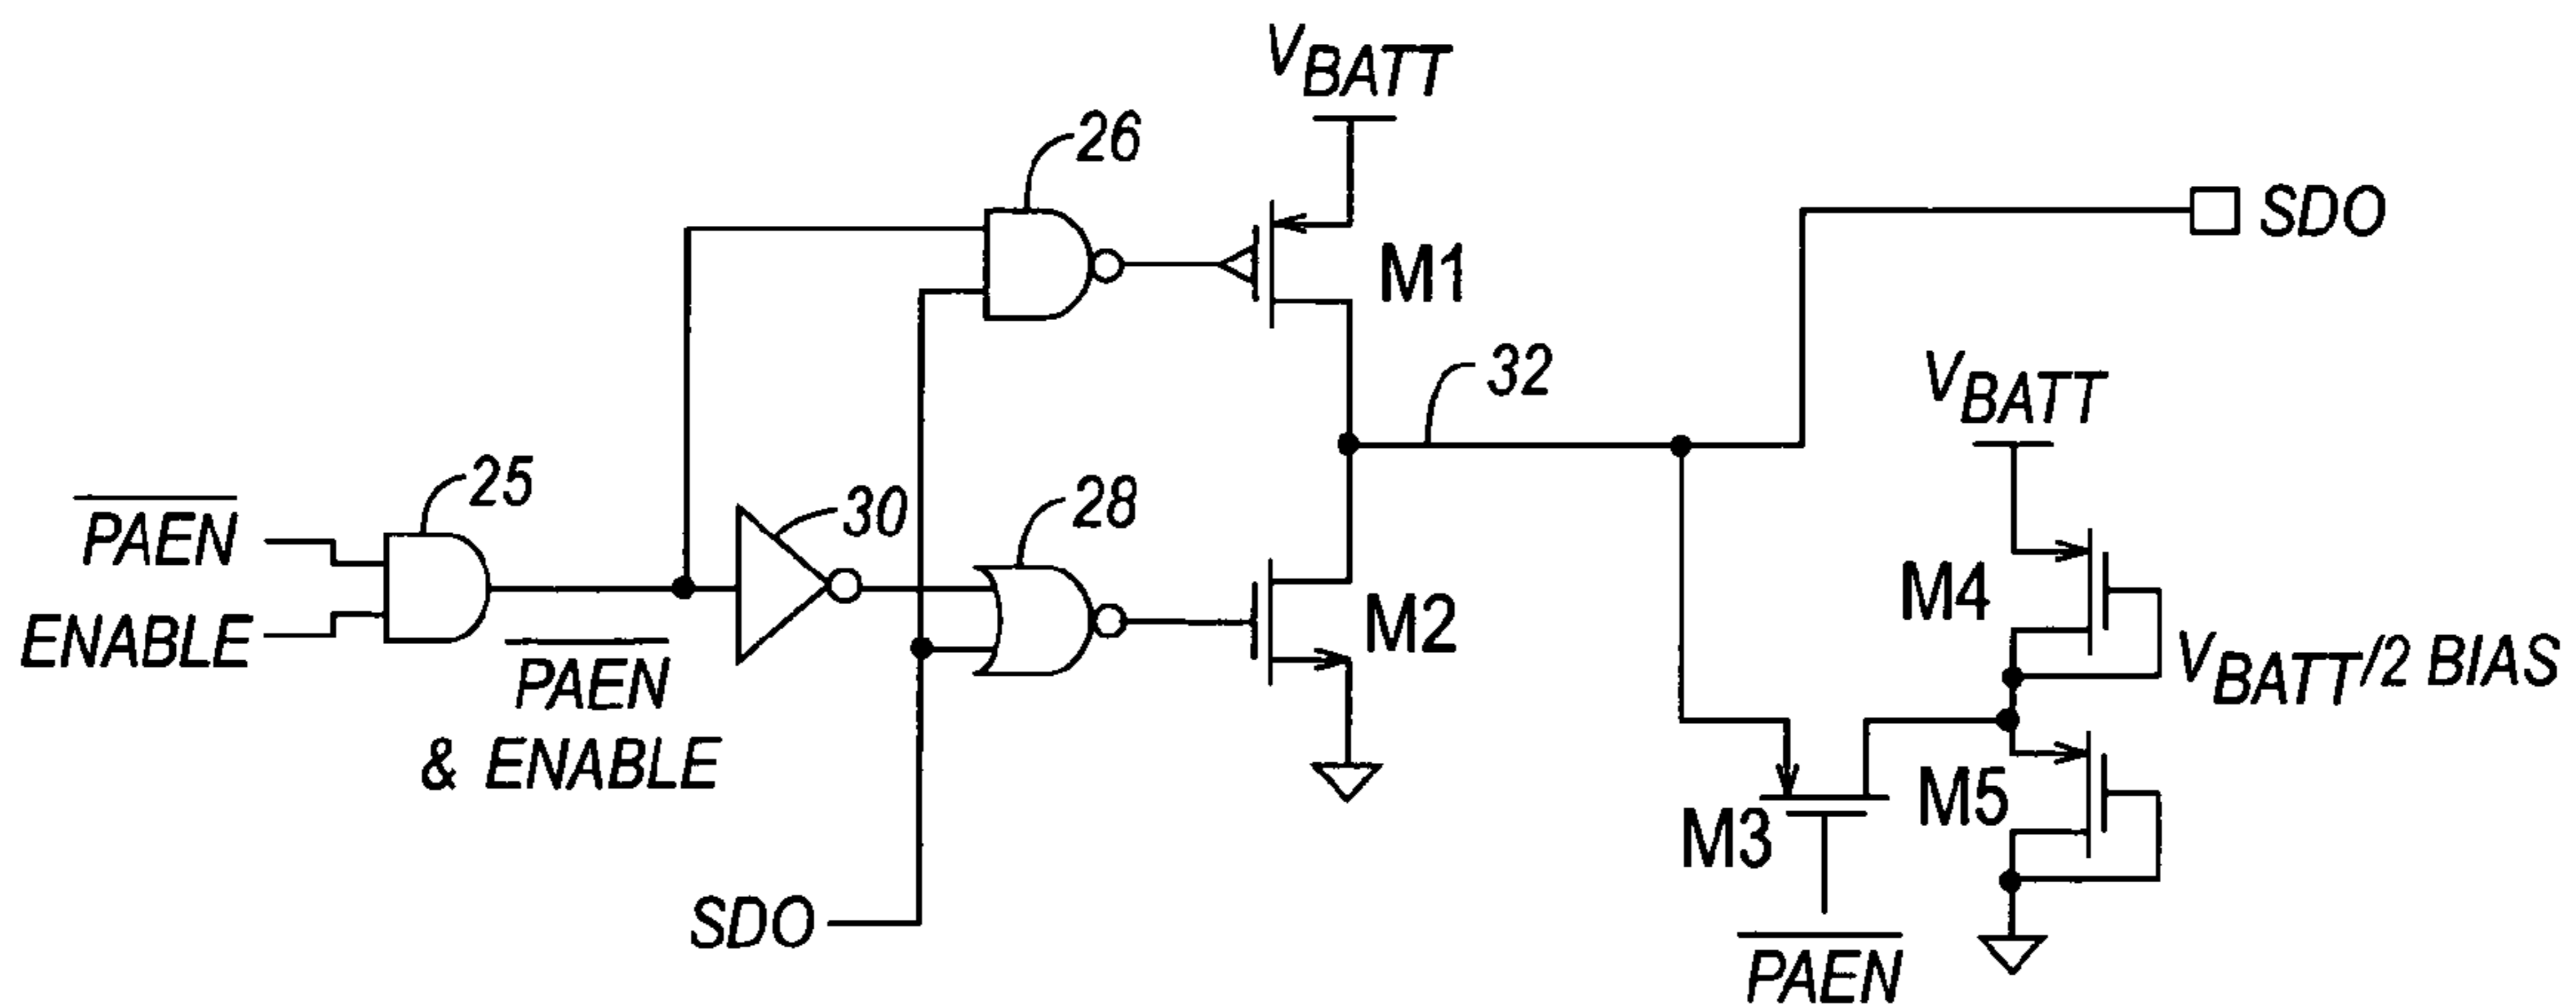 V_BATT
26
SDO
M1
32
V_BATT
25
PAEN
30
28
M4
ENABLE
M2
V_BATT/2 BIAS
PAEN
& ENABLE
M5
M3
SDO
PAEN